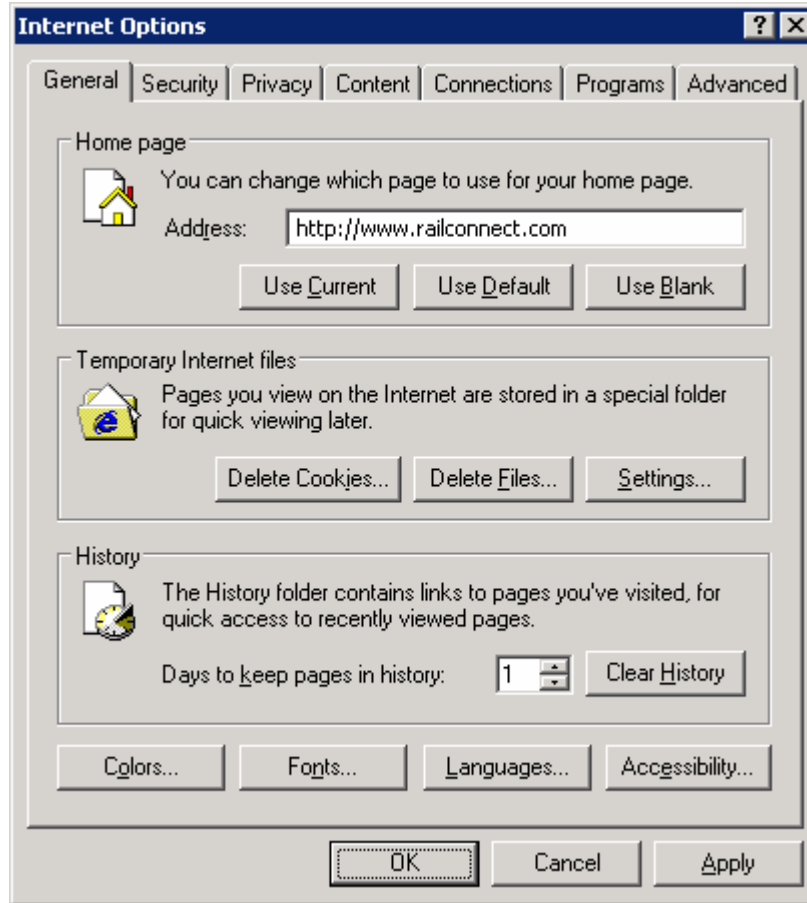 Internet Options
General Security Privacy Content Connections Programs Advanced
Home page
You can change which page to use for your home page.
Address: http://www.railconnect.com
Use Current Use Default Use Blank
Temporary Internet files
Pages you view on the Internet are stored in a special folder
for quick viewing later.
Delete Cookies... Delete Files... Settings...
History
The History folder contains links to pages you've visited, for
quick access to recently viewed pages.
Days to keep pages in history: 1 Clear History
Colors... Fonts... Languages... Accessibility...
OK Cancel Apply